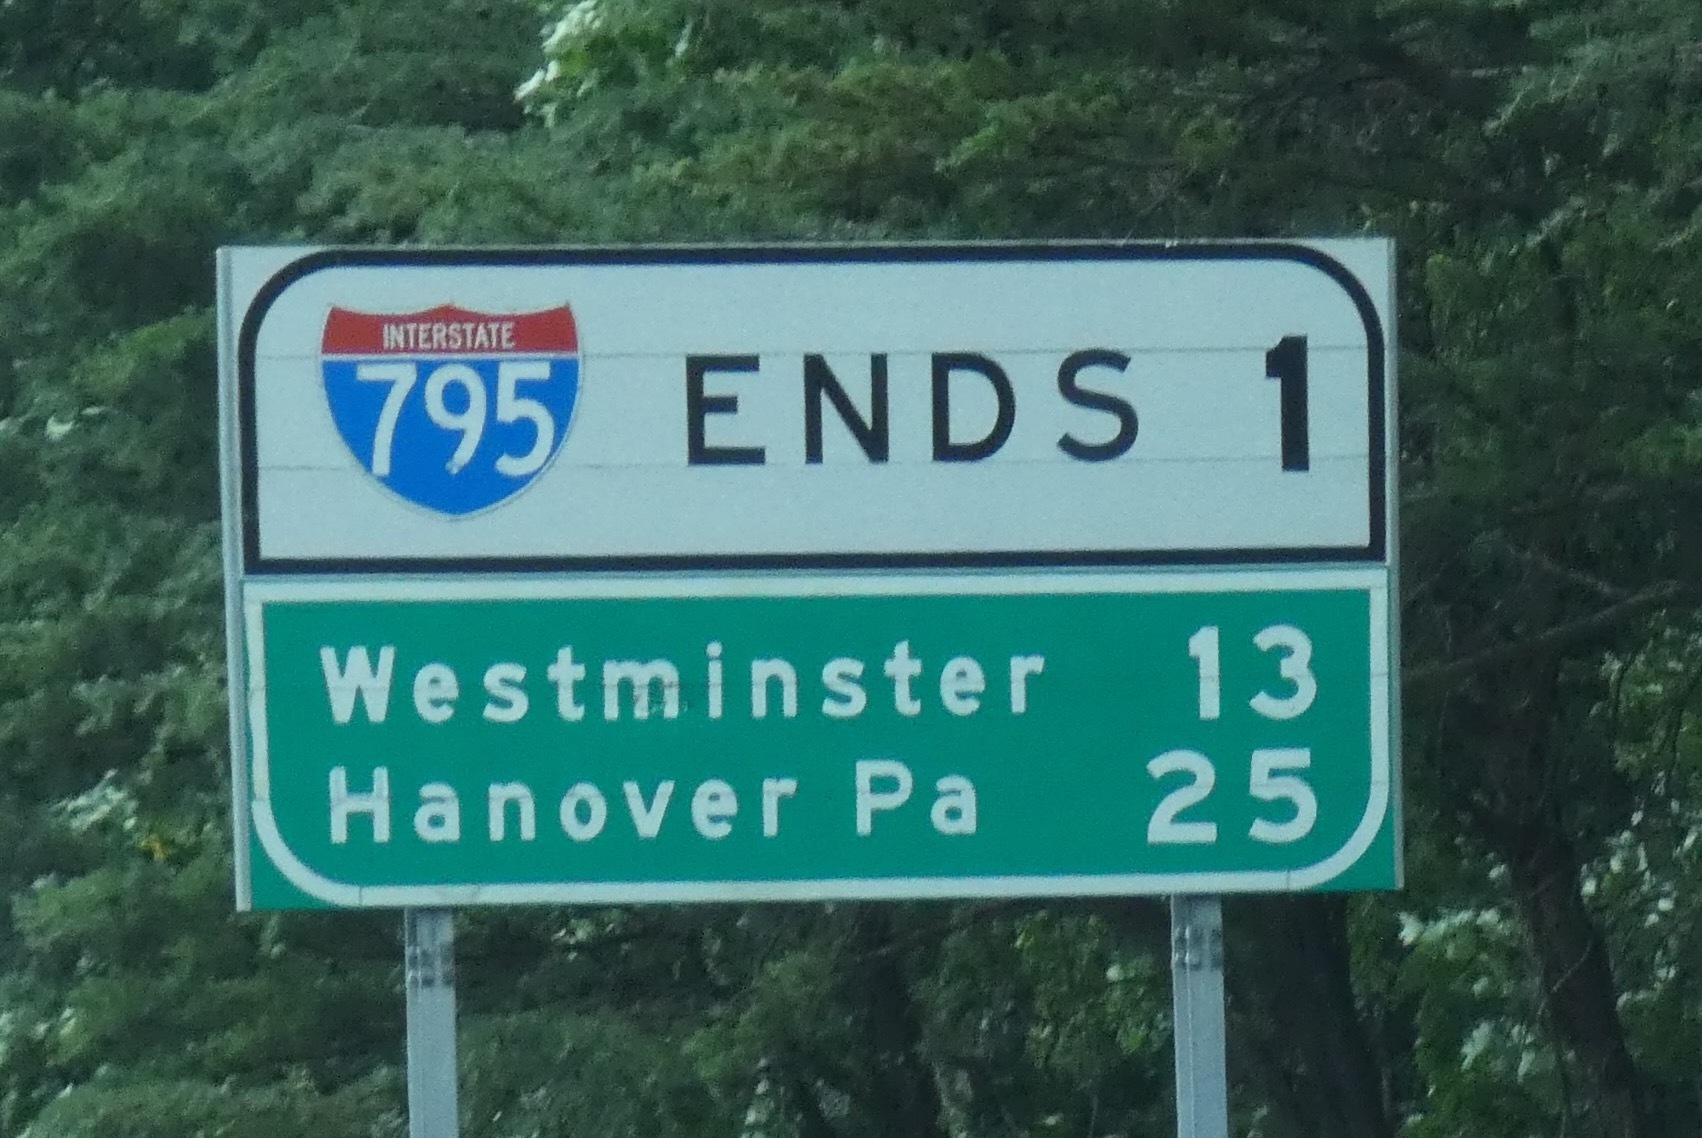 INTERSTATE
795 ENDS 1
Westminster 13
Hanover Pa 25